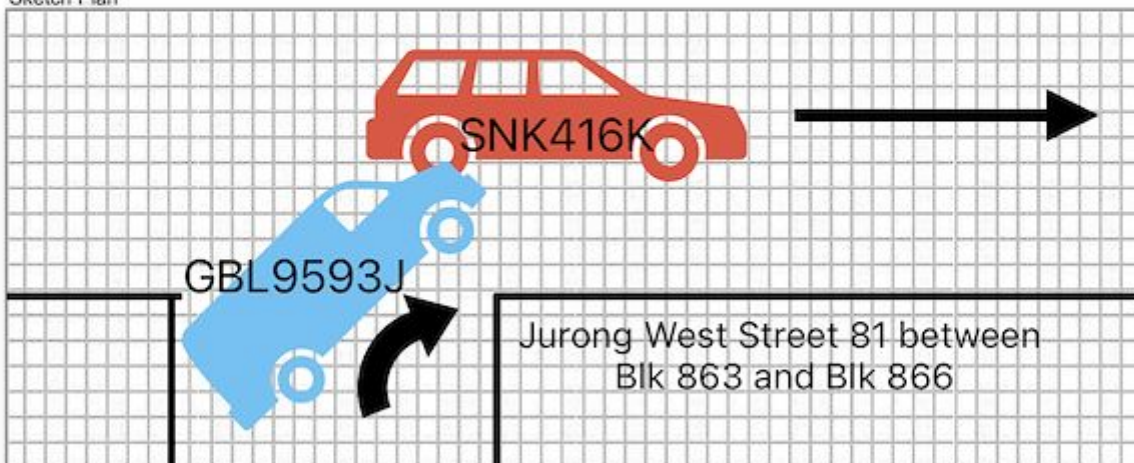 Sketch Plan
SNK416K
GBL9593J
Jurong West Street 81 between
Blk 863 and Blk 866